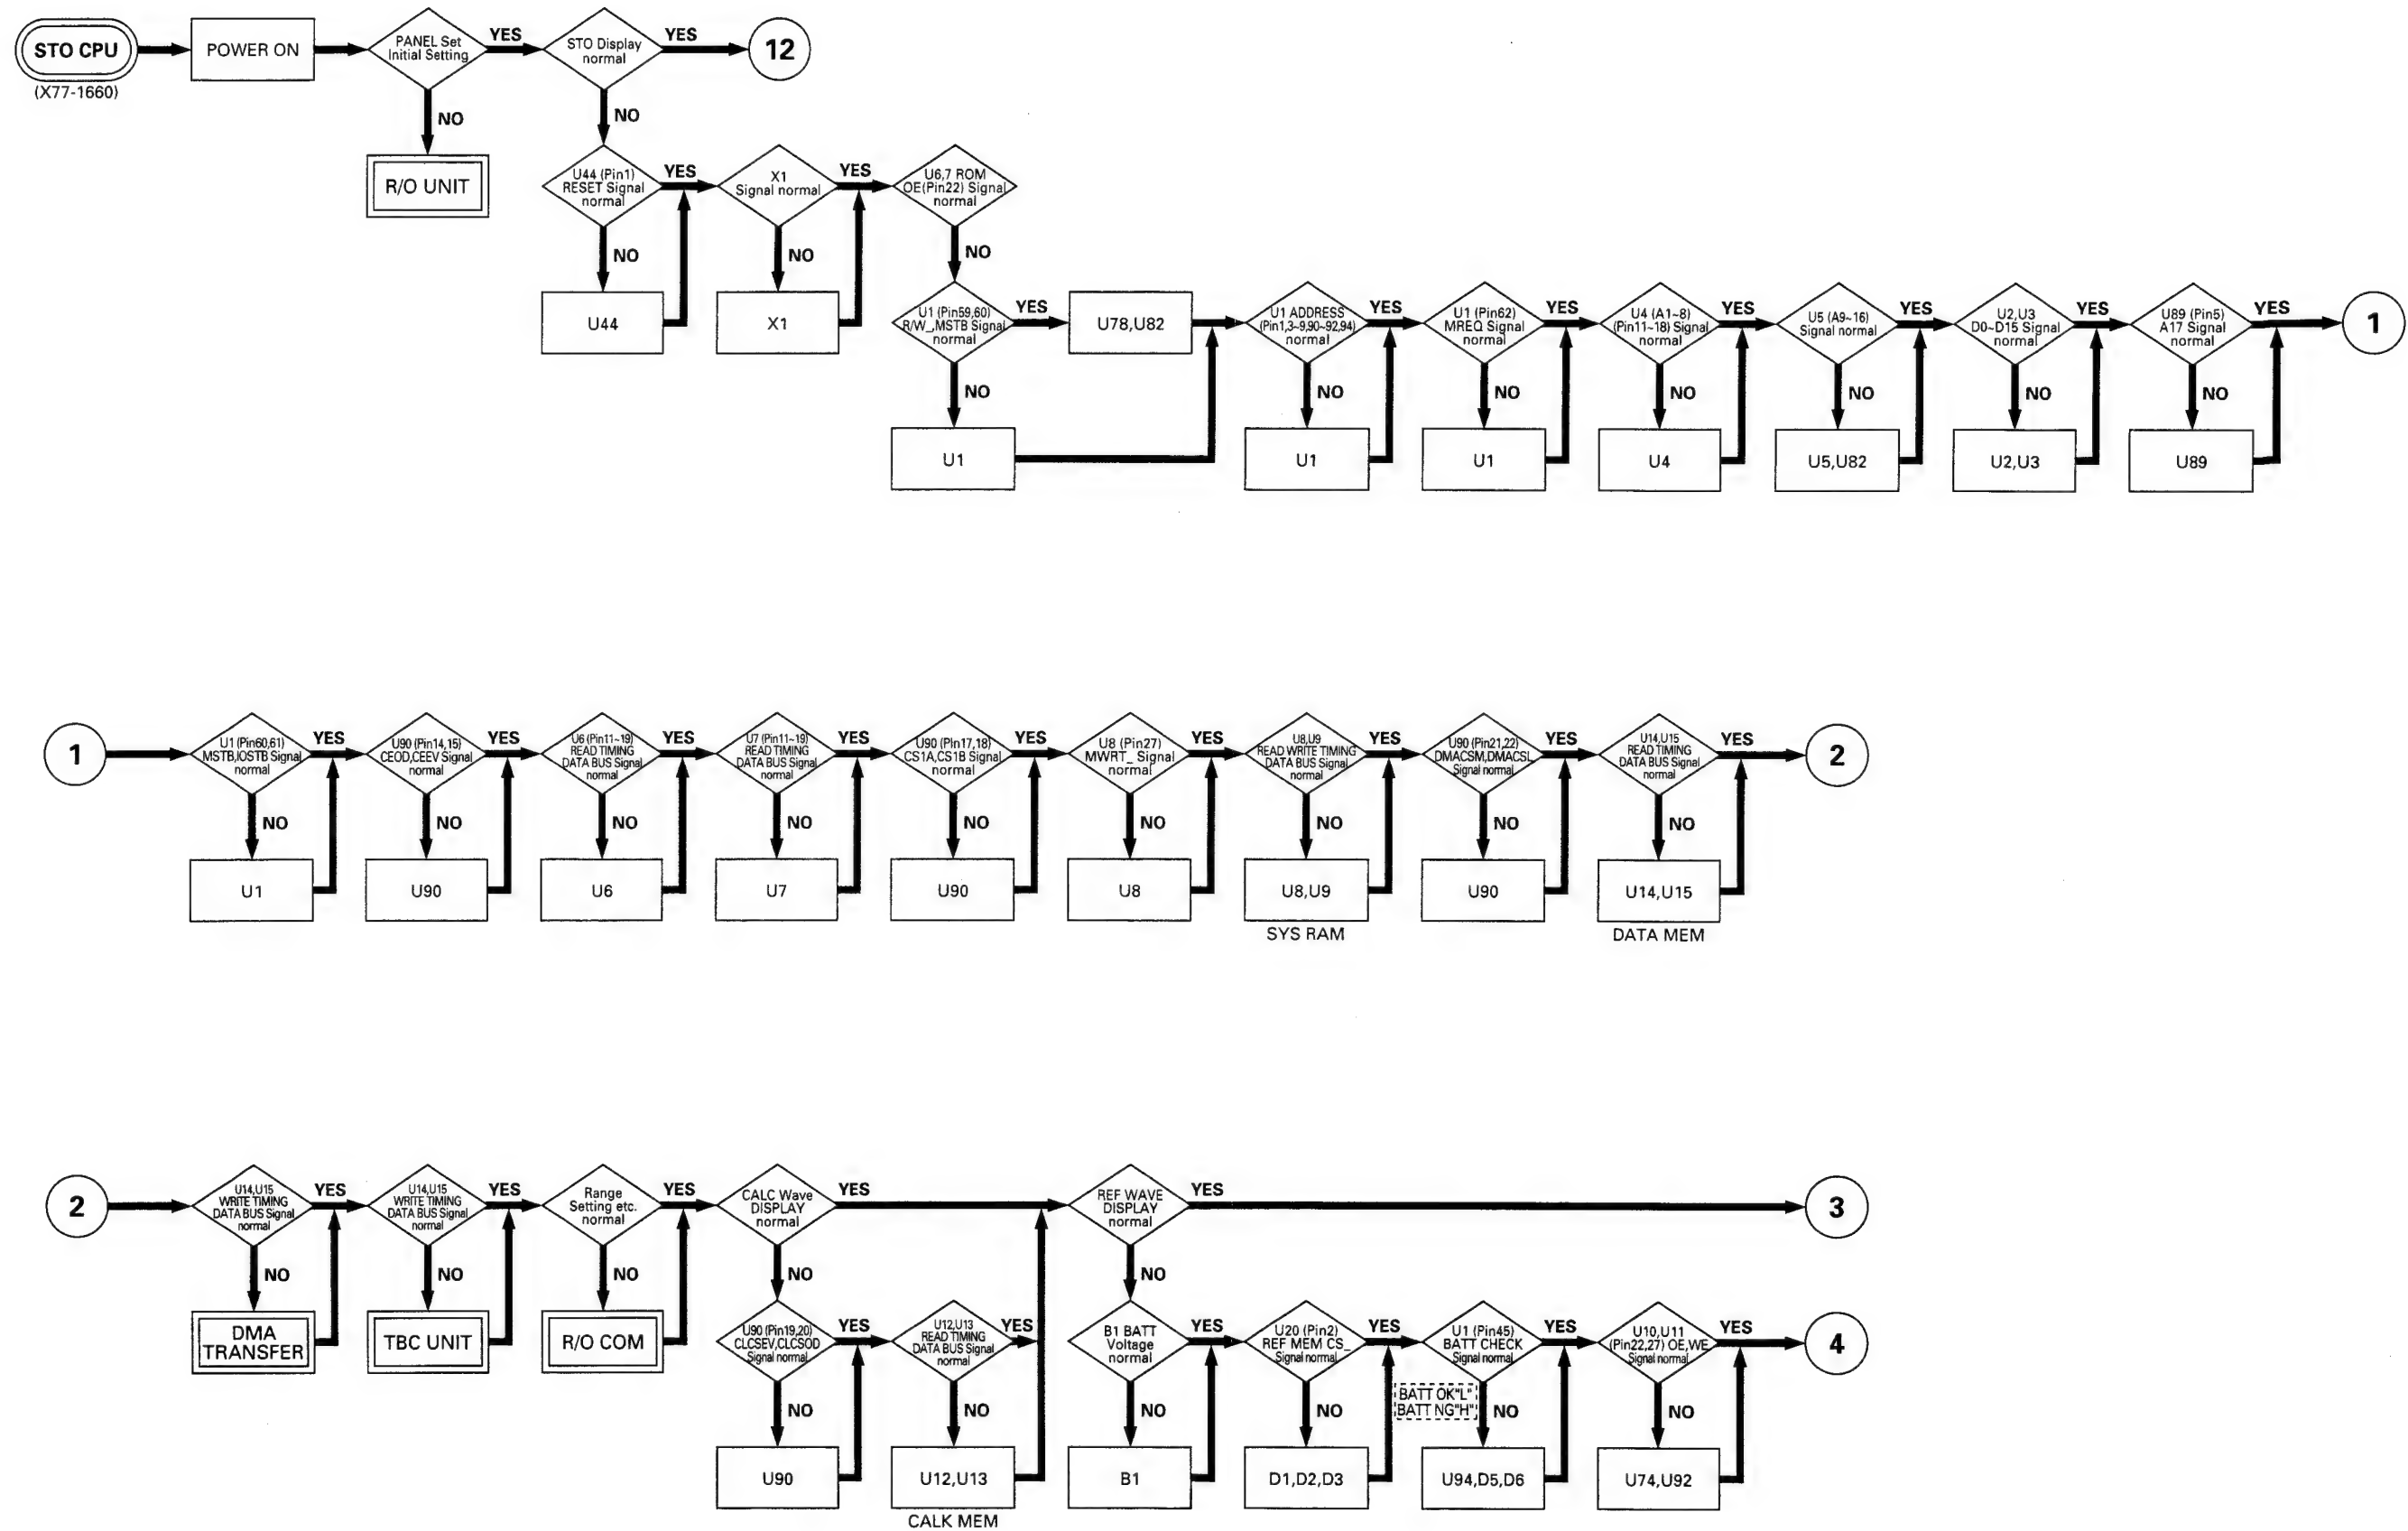 STO CPU
(X77-1660)
POWER ON
PANEL Set
Initial Setting
YES
NO
R/O UNIT
STO Display
normal
YES
12
NO
U44 (Pin1)
RESET Signal
normal
YES
NO
U44
X1
Signal normal
YES
NO
X1
U6,7 ROM
OE(Pin22) Signal
normal
NO
U1 (Pin59,60)
R/W_,MSTB Signal
normal
YES
NO
U1
U78,U82
U1 ADDRESS
(Pin1,3~9,90~92,94)
normal
YES
NO
U1
U1 (Pin62)
MREQ Signal
normal
YES
NO
U1
U4 (A1~8)
(Pin11~18) Signal
normal
YES
NO
U4
U5 (A9~16)
Signal normal
YES
NO
U5,U82
U2,U3
D0~D15 Signal
normal
YES
NO
U2,U3
U89 (Pin5)
A17 Signal
normal
YES
NO
U89
1
1
U1 (Pin60,61)
MSTB,IOSTB Signal
normal
YES
NO
U1
U90 (Pin14,15)
CEOD,CEEV Signal
normal
YES
NO
U90
U6 (Pin11~19)
READ TIMING
DATA BUS Signal
normal
YES
NO
U6
U7 (Pin11~19)
READ TIMING
DATA BUS Signal
normal
YES
NO
U7
U90 (Pin17,18)
CS1A,CS1B Signal
normal
YES
NO
U90
U8 (Pin27)
MWRT_ Signal
normal
YES
NO
U8
U8,U9
READ WRITE TIMING
DATA BUS Signal
normal
YES
NO
U8,U9
SYS RAM
U90 (Pin21,22)
DMACSM,DMACSL
Signal normal
YES
NO
U90
U14,U15
READ TIMING
DATA BUS Signal
normal
YES
NO
U14,U15
DATA MEM
2
2
U14,U15
WRITE TIMING
DATA BUS Signal
normal
YES
NO
DMA
TRANSFER
U14,U15
WRITE TIMING
DATA BUS Signal
normal
YES
NO
TBC UNIT
Range
Setting etc.
normal
YES
NO
R/O COM
CALC Wave
DISPLAY
normal
YES
NO
U90 (Pin19,20)
CLCSEV,CLCSOD
Signal normal
YES
NO
U90
U12,U13
READ TIMING
DATA BUS Signal
normal
YES
NO
U12,U13
CALK MEM
REF WAVE
DISPLAY
normal
YES
3
NO
B1 BATT
Voltage
normal
YES
NO
B1
U20 (Pin2)
REF MEM CS_
Signal normal
YES
NO
D1,D2,D3
U1 (Pin45)
BATT CHECK
Signal normal
YES
BATT OK"L"
BATT NG"H"
NO
U94,D5,D6
U10,U11
(Pin22,27) OE,WE
Signal normal
YES
NO
U74,U92
4